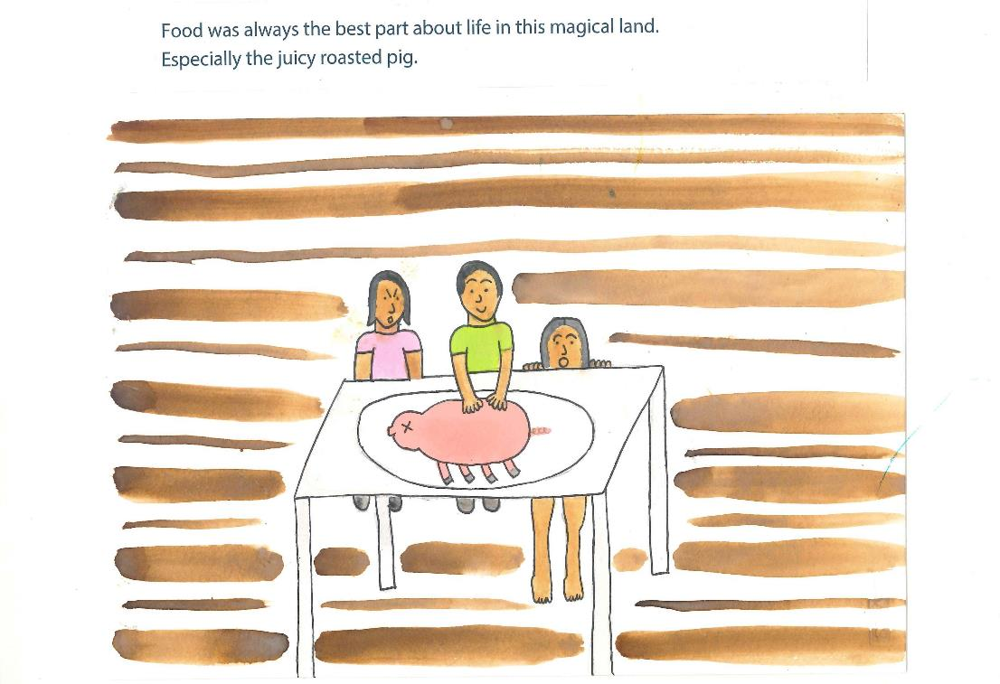 Food was always the best part about life in this magical land.
Especially the juicy roasted pig.